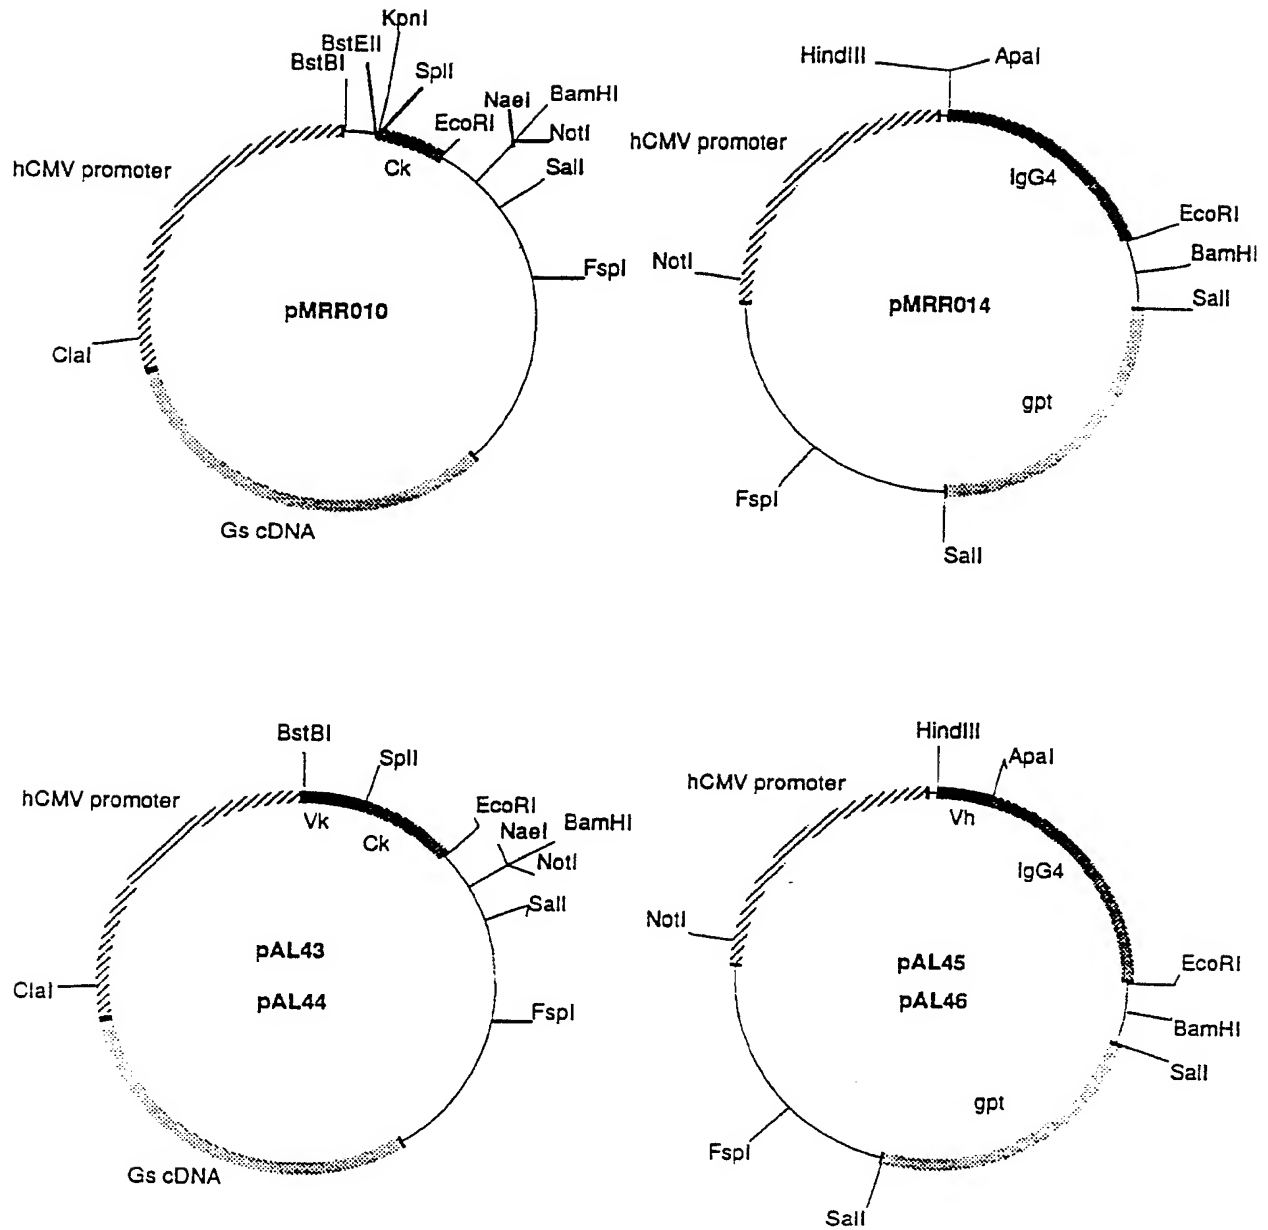 KpnI
BstEII
BstBI
SplI
NaeI
BamHI
EcoRI
NotI
SalI
hCMV promoter
Ck
FspI
pMRR010
ClaI
Gs cDNA
HindIII
ApaI
hCMV promoter
IgG4
EcoRI
BamHI
NotI
SalI
pMRR014
gpt
FspI
SalI
BstBI
SplI
hCMV promoter
EcoRI
BamHI
Vk
NaeI
Ck
NotI
SalI
pAL43
ClaI
pAL44
FspI
Gs cDNA
HindIII
ApaI
hCMV promoter
Vh
IgG4
NotI
pAL45
EcoRI
pAL46
BamHI
SalI
gpt
FspI
SalI